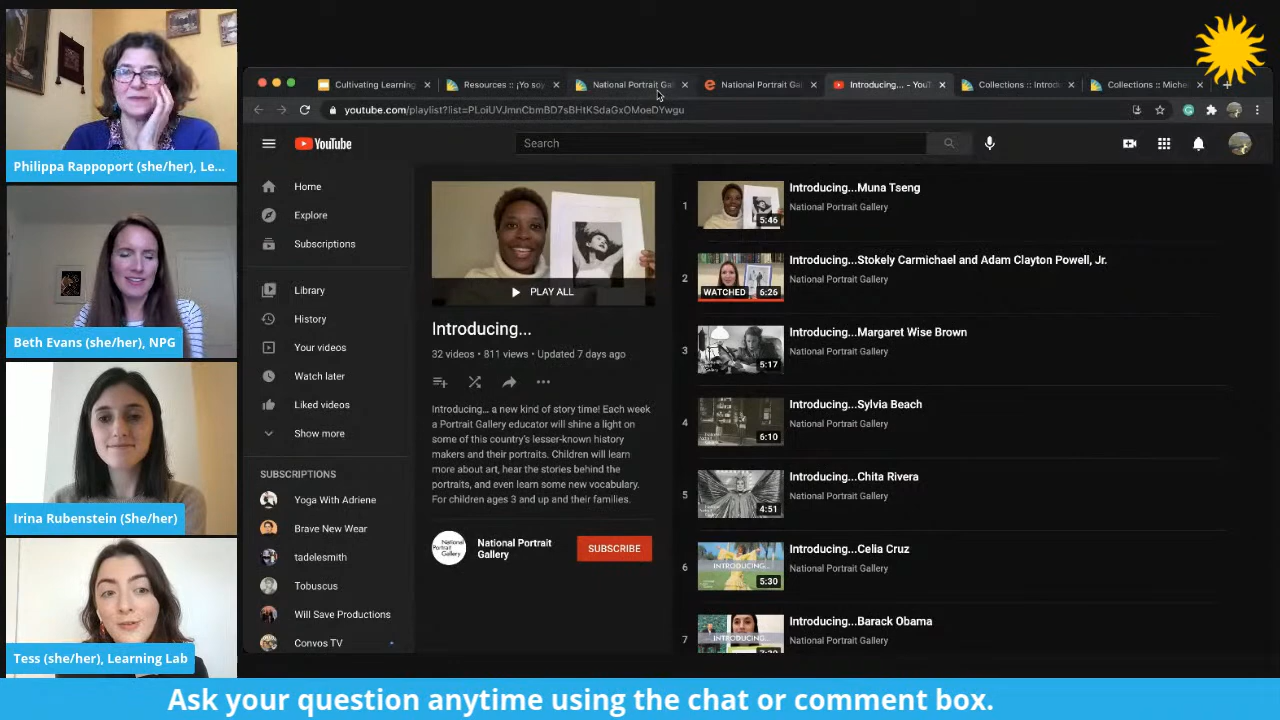 Philippa Rappoport (she/her), Le...
Beth Evans (she/her), NPG
Irina Rubenstein (She/her)
Tess (she/her), Learning Lab
Cultivating Learning
Resources :: ¡Yo soy
National Portrait Gal
National Portrait Gal
Introducing... - YouT
Collections :: Introd
Collections :: Miche
youtube.com/playlist?list=PLoiUVJmnCbmBD7sBHtKSdaGxOMoeDYwgu
YouTube
Search
Home
Explore
Subscriptions
Library
History
Your videos
Watch later
Liked videos
Show more
SUBSCRIPTIONS
Yoga With Adriene
Brave New Wear
tadelesmith
Tobuscus
Will Save Productions
Convos TV
PLAY ALL
Introducing...
32 videos • 811 views • Updated 7 days ago
Introducing... a new kind of story time! Each week
a Portrait Gallery educator will shine a light on
some of this country's lesser-known history
makers and their portraits. Children will learn
more about art, hear the stories behind the
portraits, and even learn some new vocabulary.
For children ages 3 and up and their families.
National
Portrait
Gallery
National Portrait
Gallery
SUBSCRIBE
1
5:46
Introducing...Muna Tseng
National Portrait Gallery
2
WATCHED
6:26
Introducing...Stokely Carmichael and Adam Clayton Powell, Jr.
National Portrait Gallery
3
5:17
Introducing...Margaret Wise Brown
National Portrait Gallery
4
6:10
Introducing...Sylvia Beach
National Portrait Gallery
5
4:51
Introducing...Chita Rivera
National Portrait Gallery
6
INTRODUCING...
5:30
Introducing...Celia Cruz
National Portrait Gallery
7
INTRODUCING...
Introducing...Barack Obama
National Portrait Gallery
Ask your question anytime using the chat or comment box.